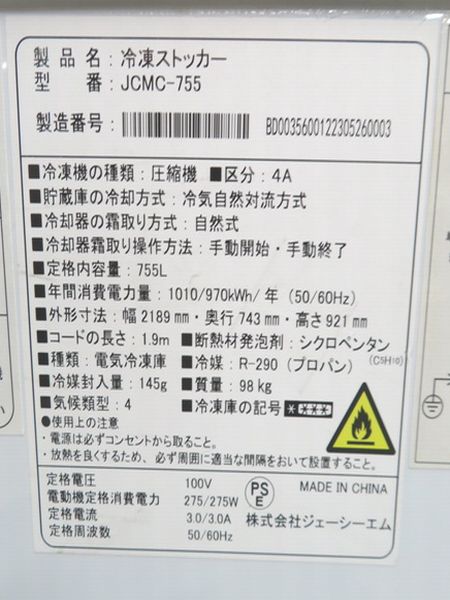 製品名：冷凍ストッカー
型　番：JCMC-755
製造番号： BD0035600122305260003
■冷凍機の種類：圧縮機 ■区分：4A
■貯蔵庫の冷却方式：冷気自然対流方式
■冷却器の霜取り方式：自然式
■冷却器霜取り操作方法：手動開始・手動終了
■定格内容量：755L
■年間消費電力量：1010/970kWh/年 (50/60Hz)
■外形寸法：幅 2189mm・奥行 743mm・高さ 921mm
■コードの長さ：1.9m ■断熱材発泡剤：シクロペンタン
(C5H10)
■種類：電気冷凍庫 ■冷媒：R-290 (プロパン)
■冷媒封入量：145g ■質量：98kg
■気候類型：4 ■冷凍庫の記号
●使用上の注意
・電源は必ずコンセントから取ること。
・放熱を良くするため、必ず周囲に適当な間隔をおいて設置すること。
定格電圧 100V
電動機定格消費電力 275/275W
定格電流 3.0/3.0A
定格周波数 50/60Hz
PSE
MADE IN CHINA
株式会社ジェーシーエム